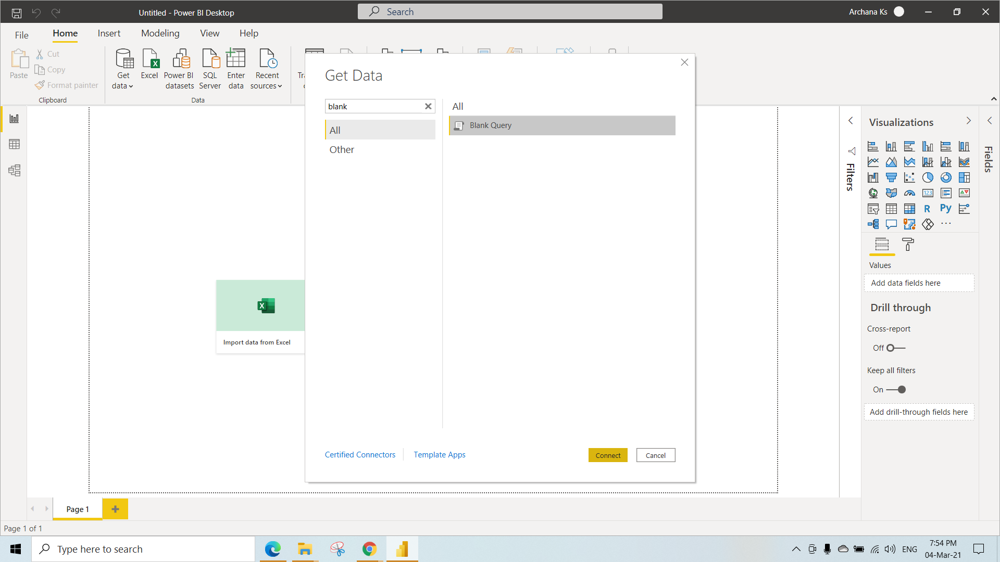 Untitled - Power BI Desktop
Search
Archana Ks
File
Home
Insert
Modeling
View
Help
Paste
Cut
Copy
Format painter
Clipboard
Get data
Excel
Power BI datasets
SQL Server
Enter data
Recent sources
Data
Get Data
blank
All
Other
All
Blank Query
Certified Connectors
Template Apps
Connect
Cancel
Import data from Excel
Filters
Visualizations
Fields
123
R
Py
Values
Add data fields here
Drill through
Cross-report
Off
Keep all filters
On
Add drill-through fields here
Page 1
Page 1 of 1
Type here to search
ENG
7:54 PM
04-Mar-21